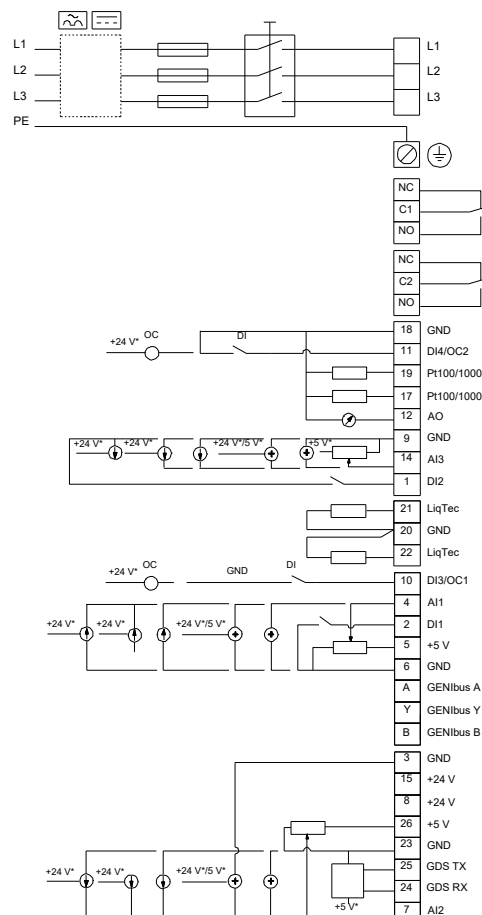 L1 L1
L2 L2
L3 L3
PE
NC
C1
NO
NC
C2
NO
18 GND
+24 V* OC DI 11 DI4/OC2
19 Pt100/1000
17 Pt100/1000
12 AO
9 GND
+24 V* +24 V* +24 V*/5 V* +5 V* 14 AI3
1 DI2
21 LiqTec
20 GND
22 LiqTec
+24 V* OC GND DI 10 DI3/OC1
4 AI1
+24 V* +24 V* +24 V*/5 V* 2 DI1
5 +5 V
6 GND
A GENIbus A
Y GENIbus Y
B GENIbus B
3 GND
15 +24 V
8 +24 V
26 +5 V
23 GND
+24 V* +24 V* +24 V*/5 V* 25 GDS TX
24 GDS RX
+5 V* 7 AI2